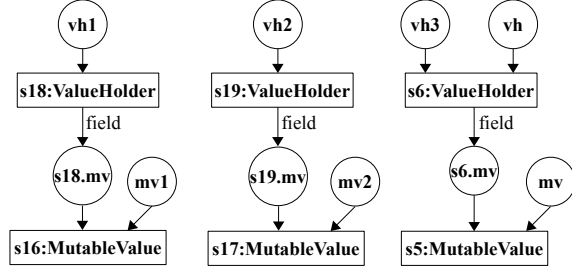 vh1
vh2
vh3
vh
s18:ValueHolder
s19:ValueHolder
s6:ValueHolder
field
field
field
s18.mv
mv1
s19.mv
mv2
s6.mv
mv
s16:MutableValue
s17:MutableValue
s5:MutableValue